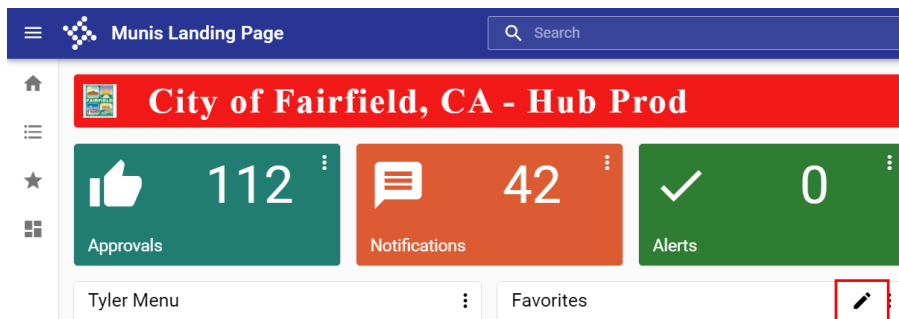 Munis Landing Page
Search
City of Fairfield, CA - Hub Prod
112
Approvals
42
Notifications
0
Alerts
Tyler Menu
Favorites